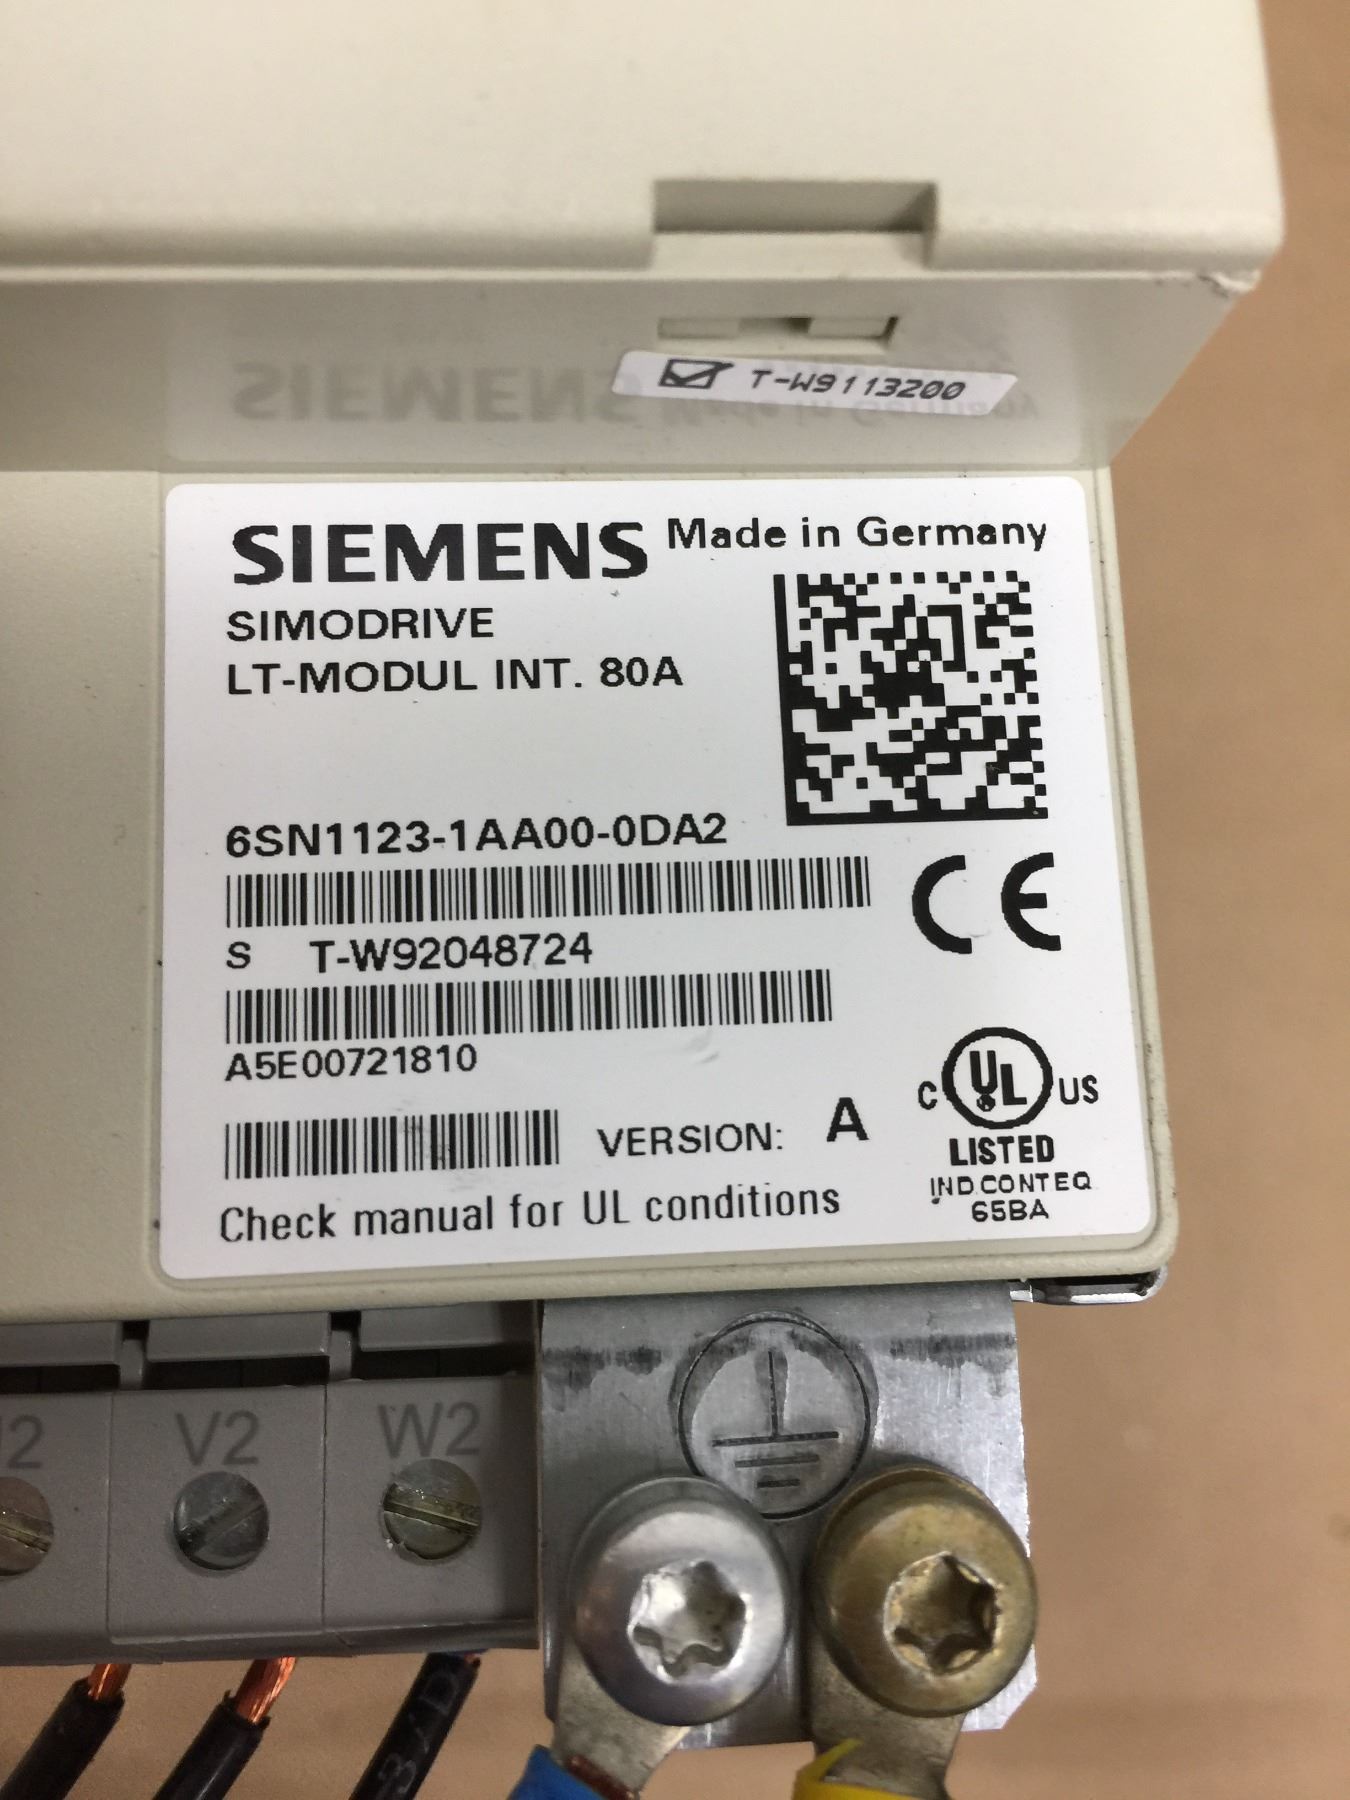 T-W9113200
SIEMENS Made in Germany
SIMODRIVE
LT-MODUL INT. 80A
6SN1123-1AA00-0DA2
CE
S T-W92048724
A5E00721810
C UL US
LISTED
IND.CONT.EQ.
65BA
VERSION: A
Check manual for UL conditions
V2 W2